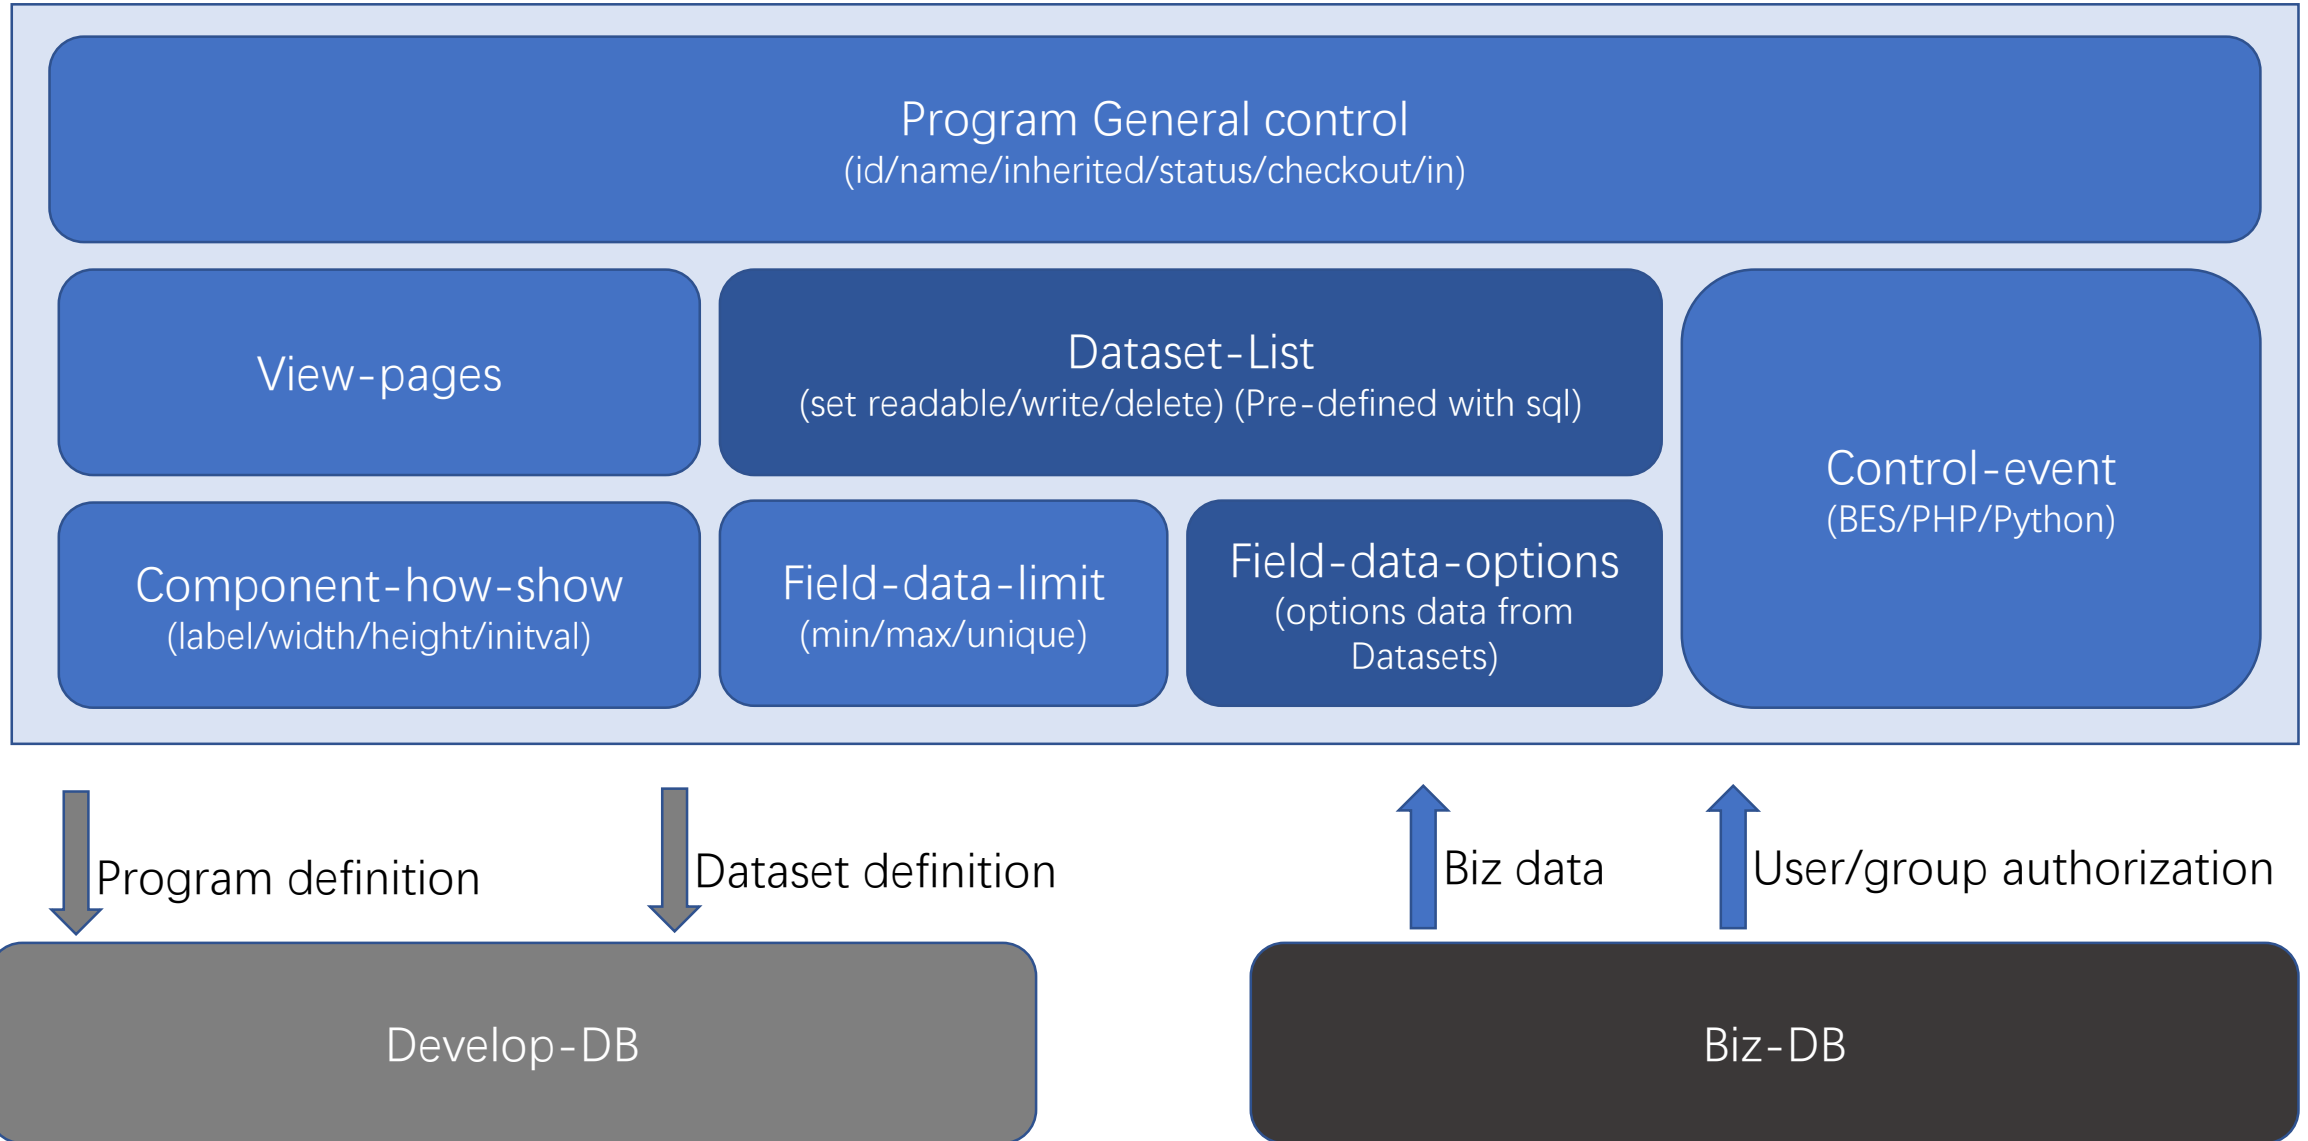 Program General control
(id/name/inherited/status/checkout/in)
View-pages
Dataset-List
(set readable/write/delete) (Pre-defined with sql)
Control-event
(BES/PHP/Python)
Component-how-show
(label/width/height/initval)
Field-data-limit
(min/max/unique)
Field-data-options
(options data from
Datasets)
Program definition
Dataset definition
Biz data
User/group authorization
Develop-DB
Biz-DB